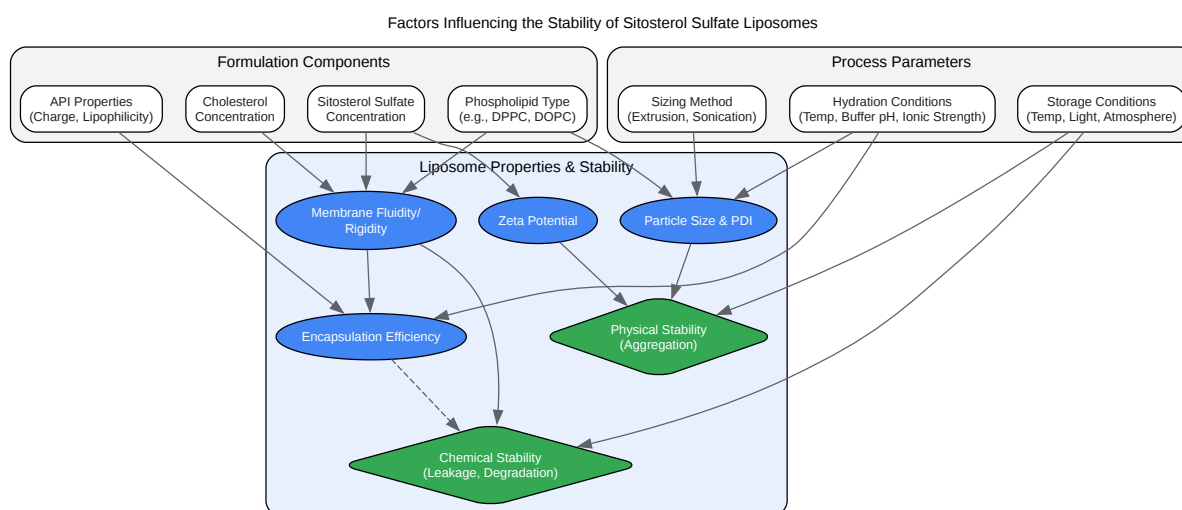 Factors Influencing the Stability of Sitosterol Sulfate Liposomes
Formulation Components
Process Parameters
API Properties
(Charge, Lipophilicity)
Cholesterol
Concentration
Sitosterol Sulfate
Concentration
Phospholipid Type
(e.g., DPPC, DOPC)
Sizing Method
(Extrusion, Sonication)
Hydration Conditions
(Temp, Buffer pH, Ionic Strength)
Storage Conditions
(Temp, Light, Atmosphere)
Liposome Properties & Stability
Membrane Fluidity/
Rigidity
Zeta Potential
Particle Size & PDI
Encapsulation Efficiency
Physical Stability
(Aggregation)
Chemical Stability
(Leakage, Degradation)